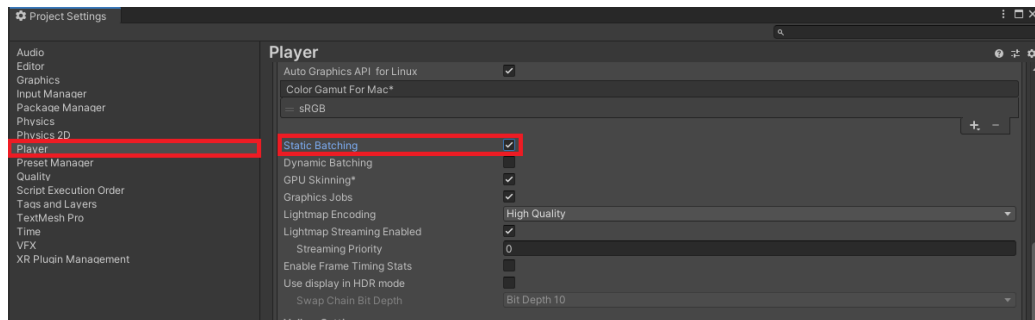 Project Settings
Audio
Editor
Graphics
Input Manager
Package Manager
Physics
Physics 2D
Player
Preset Manager
Quality
Script Execution Order
Tags and Layers
TextMesh Pro
Time
VFX
XR Plugin Management
Player
Auto Graphics API for Linux
Color Gamut For Mac*
sRGB
Static Batching
Dynamic Batching
GPU Skinning*
Graphics Jobs
Lightmap Encoding High Quality
Lightmap Streaming Enabled
Streaming Priority 0
Enable Frame Timing Stats
Use display in HDR mode
Swap Chain Bit Depth Bit Depth 10